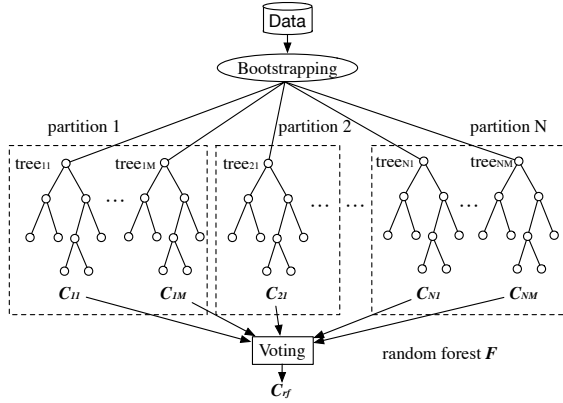 Data
Bootstrapping
partition 1
partition 2
partition N
tree11
tree1M
tree21
treeN1
treeNM
...
... ...
...
C11
C1M
C21
CN1
CNM
Voting
random forest F
Crf